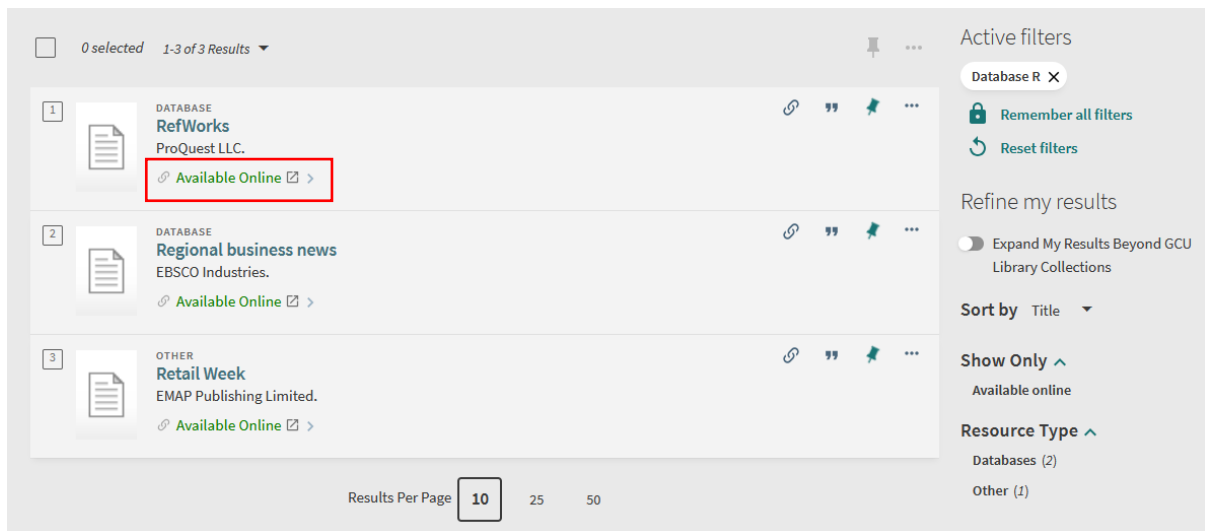 0 selected 1-3 of 3 Results
1
DATABASE
RefWorks
ProQuest LLC.
Available Online
2
DATABASE
Regional business news
EBSCO Industries.
Available Online
3
OTHER
Retail Week
EMAP Publishing Limited.
Available Online
Results Per Page 10 25 50
Active filters
Database R
Remember all filters
Reset filters
Refine my results
Expand My Results Beyond GCU
Library Collections
Sort by Title
Show Only
Available online
Resource Type
Databases (2)
Other (1)